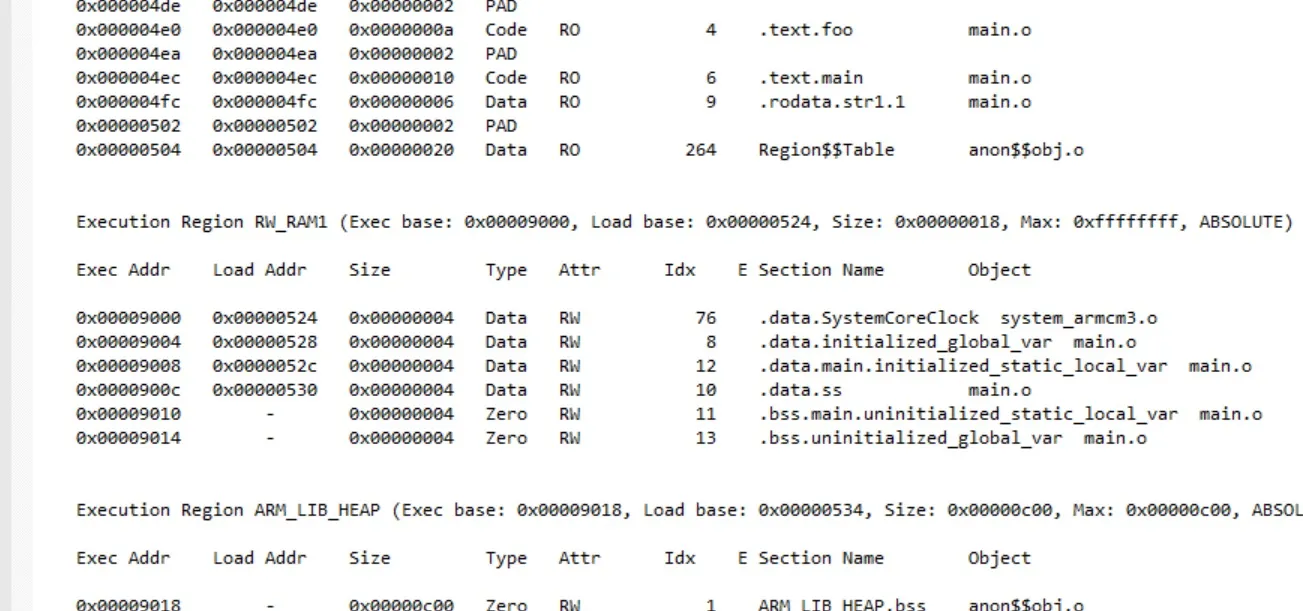 0x000004de 0x000004de 0x00000002 PAD
0x000004e0 0x000004e0 0x0000000a Code RO 4 .text.foo main.o
0x000004ea 0x000004ea 0x00000002 PAD
0x000004ec 0x000004ec 0x00000010 Code RO 6 .text.main main.o
0x000004fc 0x000004fc 0x00000006 Data RO 9 .rodata.str1.1 main.o
0x00000502 0x00000502 0x00000002 PAD
0x00000504 0x00000504 0x00000020 Data RO 264 Region$$Table anon$$obj.o
Execution Region RW_RAM1 (Exec base: 0x00009000, Load base: 0x00000524, Size: 0x00000018, Max: 0xffffffff, ABSOLUTE)
Exec Addr Load Addr Size Type Attr Idx E Section Name Object
0x00009000 0x00000524 0x00000004 Data RW 76 .data.SystemCoreClock system_armcm3.o
0x00009004 0x00000528 0x00000004 Data RW 8 .data.initialized_global_var main.o
0x00009008 0x0000052c 0x00000004 Data RW 12 .data.main.initialized_static_local_var main.o
0x0000900c 0x00000530 0x00000004 Data RW 10 .data.ss main.o
0x00009010 - 0x00000004 Zero RW 11 .bss.main.uninitialized_static_local_var main.o
0x00009014 - 0x00000004 Zero RW 13 .bss.uninitialized_global_var main.o
Execution Region ARM_LIB_HEAP (Exec base: 0x00009018, Load base: 0x00000534, Size: 0x00000c00, Max: 0x00000c00, ABSOL
Exec Addr Load Addr Size Type Attr Idx E Section Name Object
0x00009018 - 0x00000c00 Zero RW 1 ARM_LIB_HEAP.bss anon$$obj.o